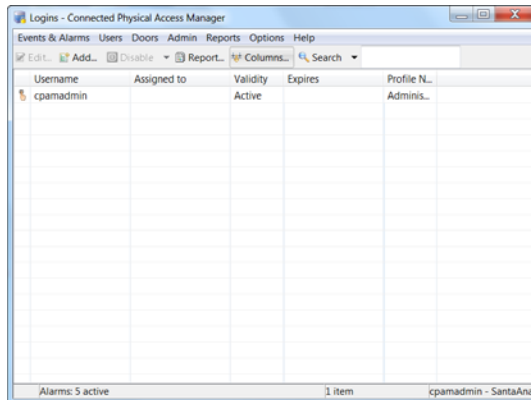 Logins - Connected Physical Access Manager
Events & Alarms Users Doors Admin Reports Options Help
Edit... Add... Disable Report... Columns... Search
Username Assigned to Validity Expires Profile N...
cpamadmin Active Adminis...
Alarms: 5 active 1 item cpamadmin - SantaAna